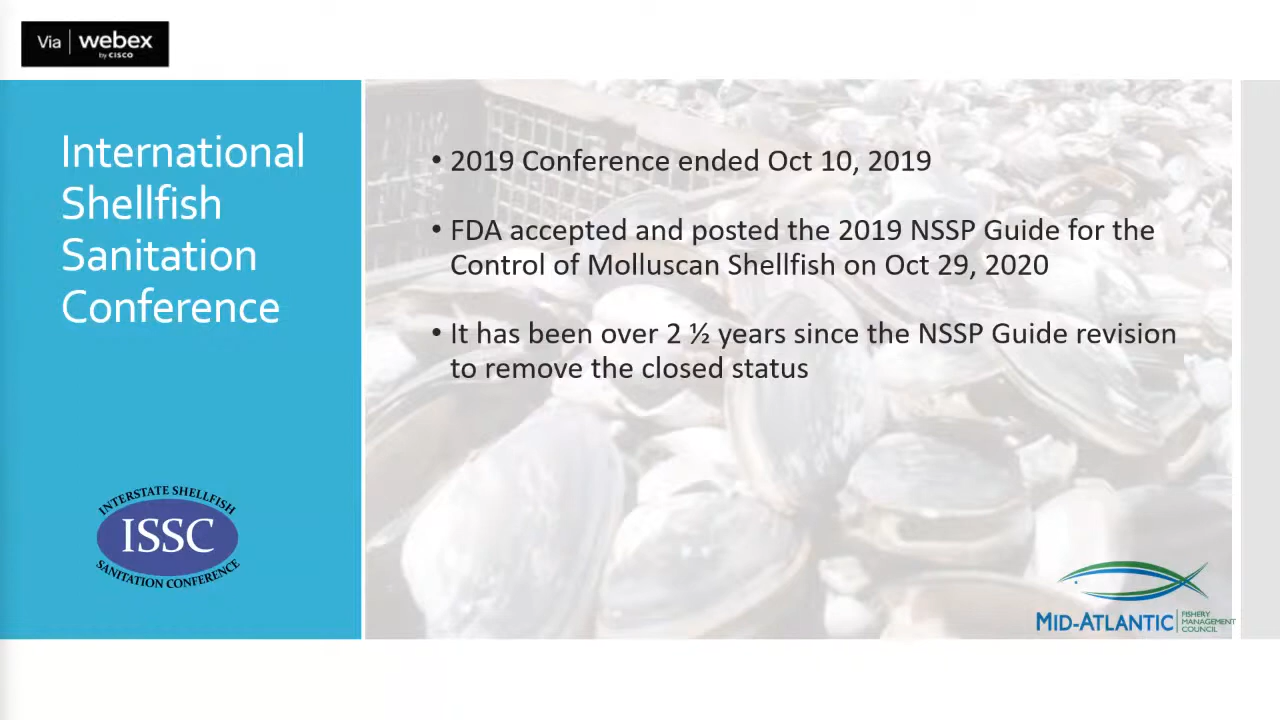 Via webex
by CISCO
International
Shellfish
Sanitation
Conference
• 2019 Conference ended Oct 10, 2019
• FDA accepted and posted the 2019 NSSP Guide for the
Control of Molluscan Shellfish on Oct 29, 2020
• It has been over 2 ½ years since the NSSP Guide revision
to remove the closed status
INTERSTATE SHELLFISH
ISSC
SANITATION CONFERENCE
MID-ATLANTIC
FISHERY
MANAGEMENT
COUNCIL